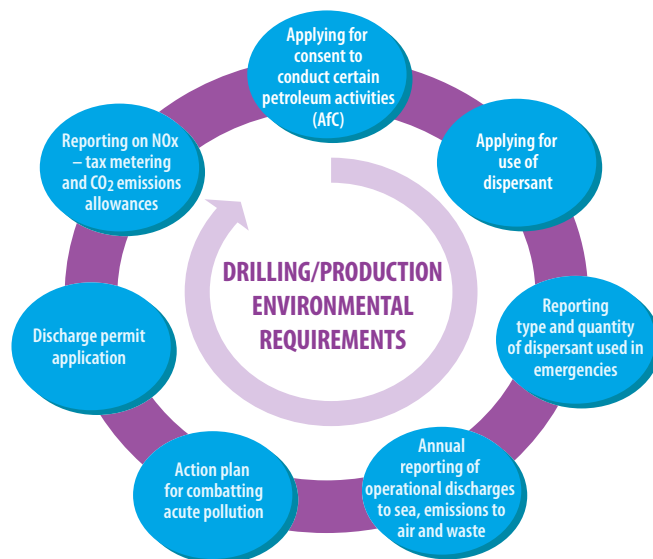 Applying for
consent to
conduct certain
petroleum activities
(AfC)
Applying for
use of
dispersant
Reporting
type and quantity
of dispersant used in
emergencies
Annual
reporting of
operational discharges
to sea, emissions to
air and waste
Action plan
for combatting
acute pollution
Discharge permit
application
Reporting on NOx
– tax metering
and CO2 emissions
allowances
DRILLING/PRODUCTION
ENVIRONMENTAL
REQUIREMENTS